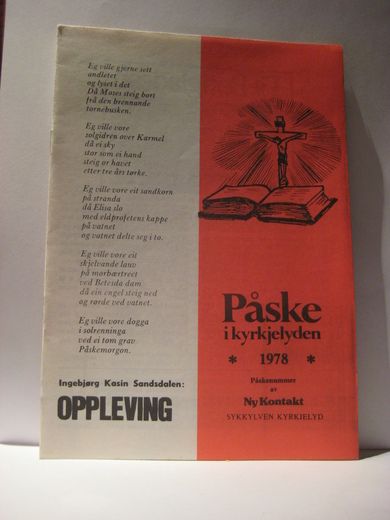 Eg ville gjerne sett
andletet
og lyset i det
Då Moses steig bort
frå den brennande
tornebusken.
Eg ville vore
solgidren over Karmel
då ei sky
stor som ei hand
steig or havet
etter tre års tørke.
Eg ville vore eit sandkorn
på stranda
då Elisa slo
med eldprofetens kappe
på vatnet
og vatnet delte seg i to.
Eg ville vore eit
skjelvande lauv
på morbærtreet
ved Betesda dam
då ein engel steig ned
og rørde ved vatnet.
Eg ville vore dogga
i solrenninga
ved ei tom grav
Påskemorgon.
Ingebjørg Kasin Sandsdalen:
OPPLEVING
Påske
i kyrkjelyden
* 1978 *
Påskenummer
av
Ny Kontakt
SYKKYLVEN KYRKJELYD